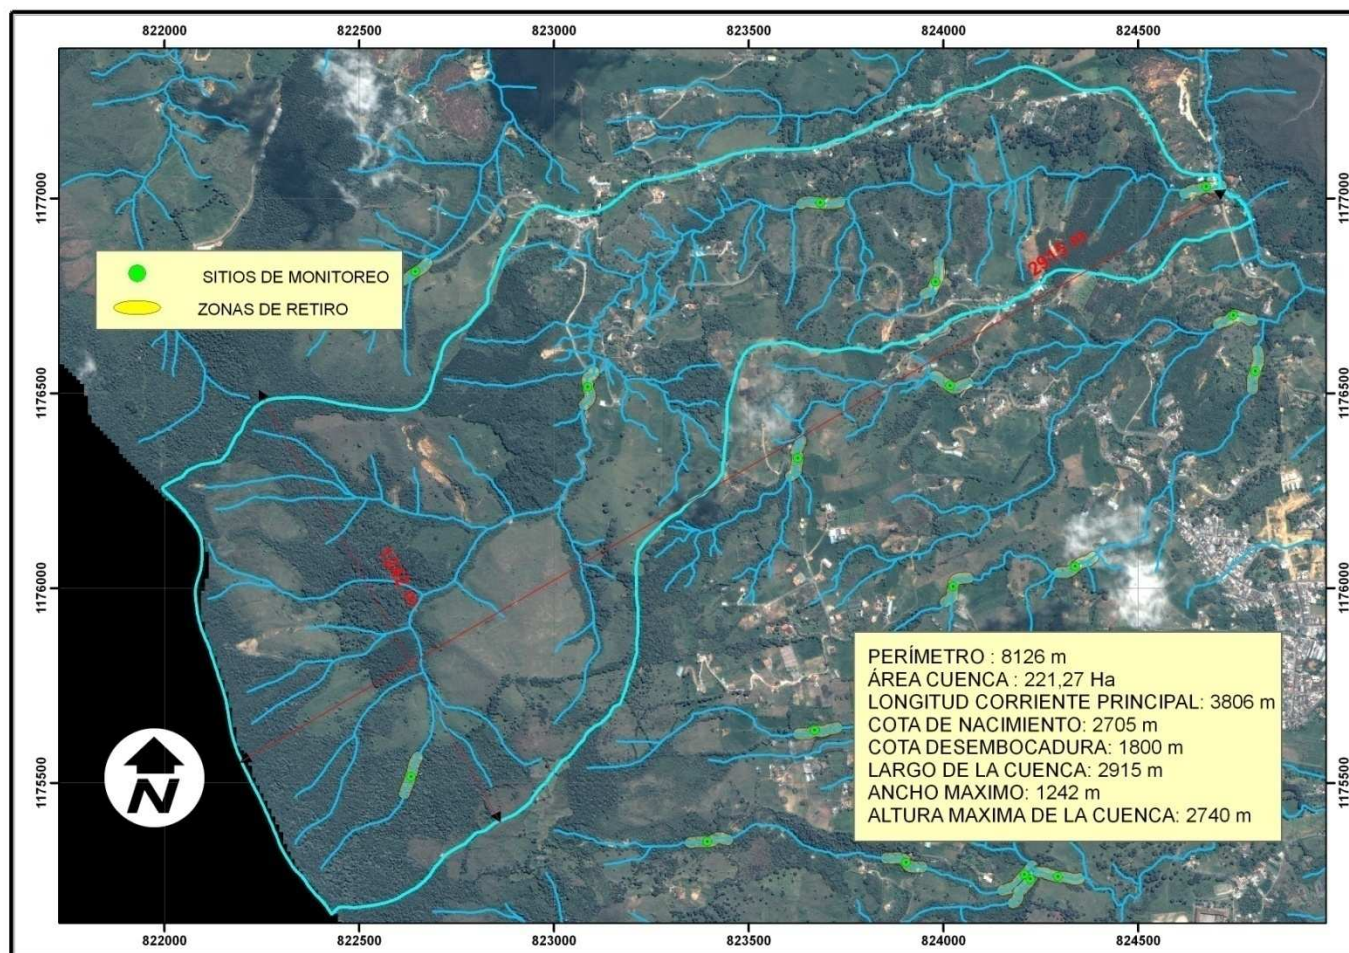 822000 822500 823000 823500 824000 824500
1177000
1177000
2915 m
SITIOS DE MONITOREO
ZONAS DE RETIRO
1176500
1176500
1176000
1176000
PERÍMETRO : 8126 m
ÁREA CUENCA : 221,27 Ha
LONGITUD CORRIENTE PRINCIPAL: 3806 m
COTA DE NACIMIENTO: 2705 m
COTA DESEMBOCADURA: 1800 m
LARGO DE LA CUENCA: 2915 m
ANCHO MAXIMO: 1242 m
ALTURA MAXIMA DE LA CUENCA: 2740 m
N
1175500
1175500
822000 822500 823000 823500 824000 824500